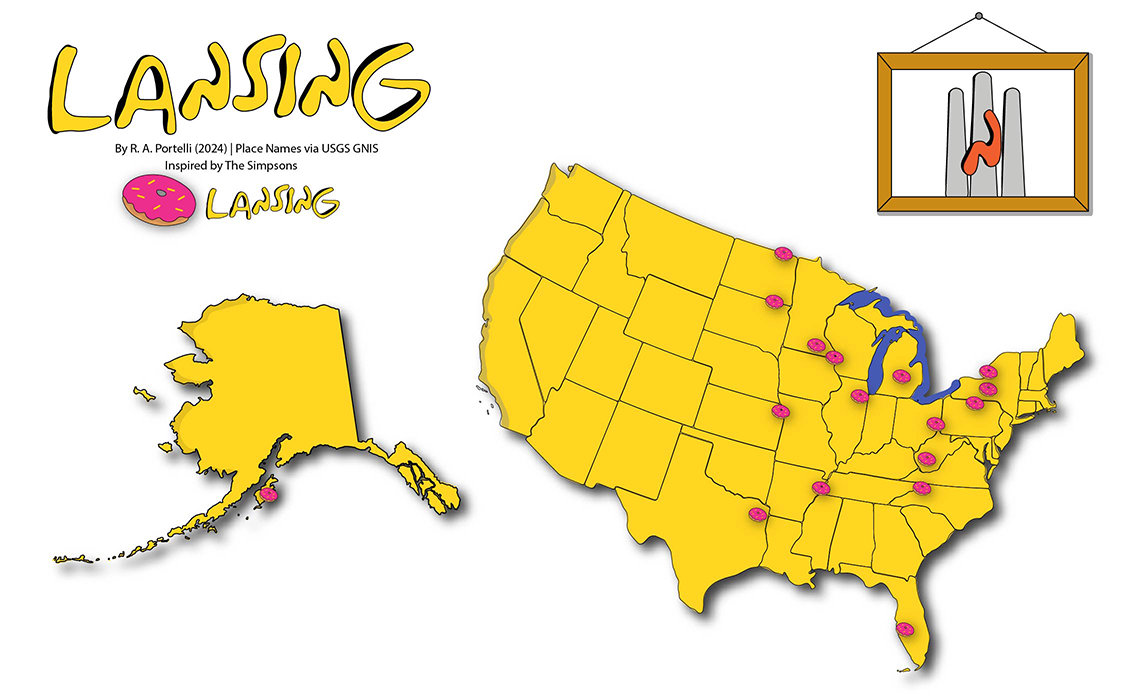 LANSING
By R. A. Portelli (2024) | Place Names via USGS GNIS
Inspired by The Simpsons
LANSING